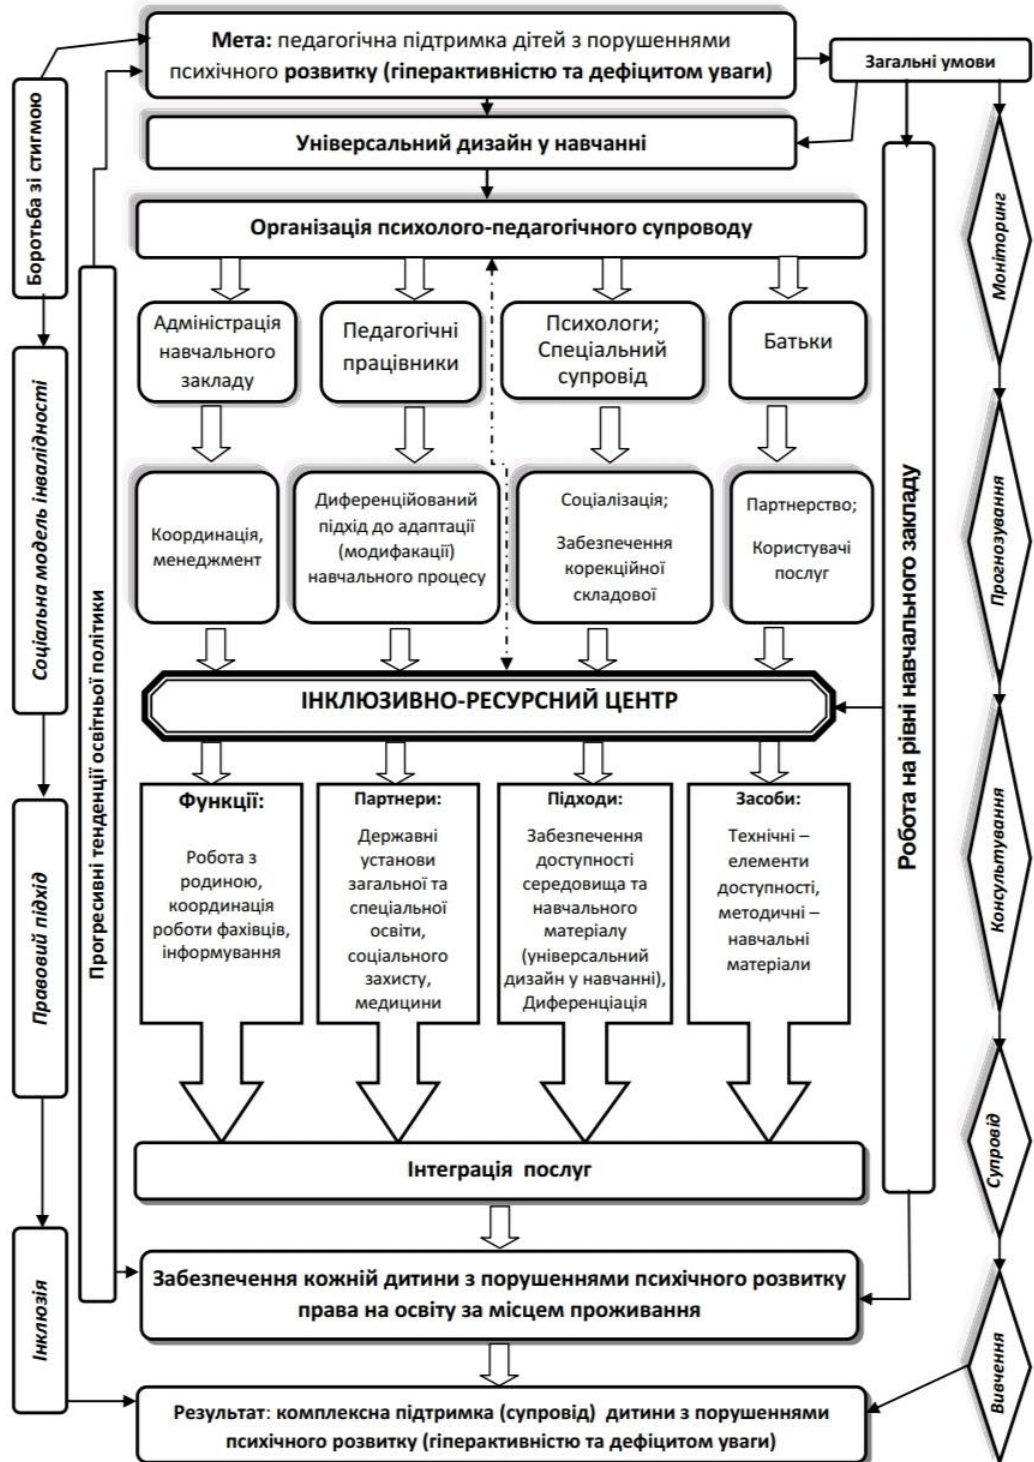 Мета: педагогічна підтримка дітей з порушеннями
психічного розвитку (гіперактивністю та дефіцитом уваги)
Загальні умови
Універсальний дизайн у навчанні
Організація психолого-педагогічного супроводу
Адміністрація
навчального
закладу
Педагогічні
працівники
Психологи;
Спеціальний
супровід
Батьки
Координація,
менеджмент
Диференційований
підхід до адаптації
(модифакації)
навчального процесу
Соціалізація;
Забезпечення
корекційної
складової
Партнерство;
Користувачі
послуг
ІНКЛЮЗИВНО-РЕСУРСНИЙ ЦЕНТР
Функції:
Робота з
родиною,
координація
роботи фахівців,
інформування
Партнери:
Державні
установи
загальної та
спеціальної
освіти,
соціального
захисту,
медицини
Підходи:
Забезпечення
доступності
середовища та
навчального
матеріалу
(універсальний
дизайн у навчанні),
Диференціація
Засоби:
Технічні –
елементи
доступності,
методичні –
навчальні
матеріали
Інтеграція послуг
Забезпечення кожній дитини з порушеннями психічного розвитку
права на освіту за місцем проживання
Результат: комплексна підтримка (супровід) дитини з порушеннями
психічного розвитку (гіперактивністю та дефіцитом уваги)
Боротьба зі стигмою
Соціальна модель інвалідності
Правовий підхід
Інклюзія
Прогресивні тенденції освітньої політики
Робота на рівні навчального закладу
Моніторинг
Прогнозування
Консультування
Супровід
Вивчення